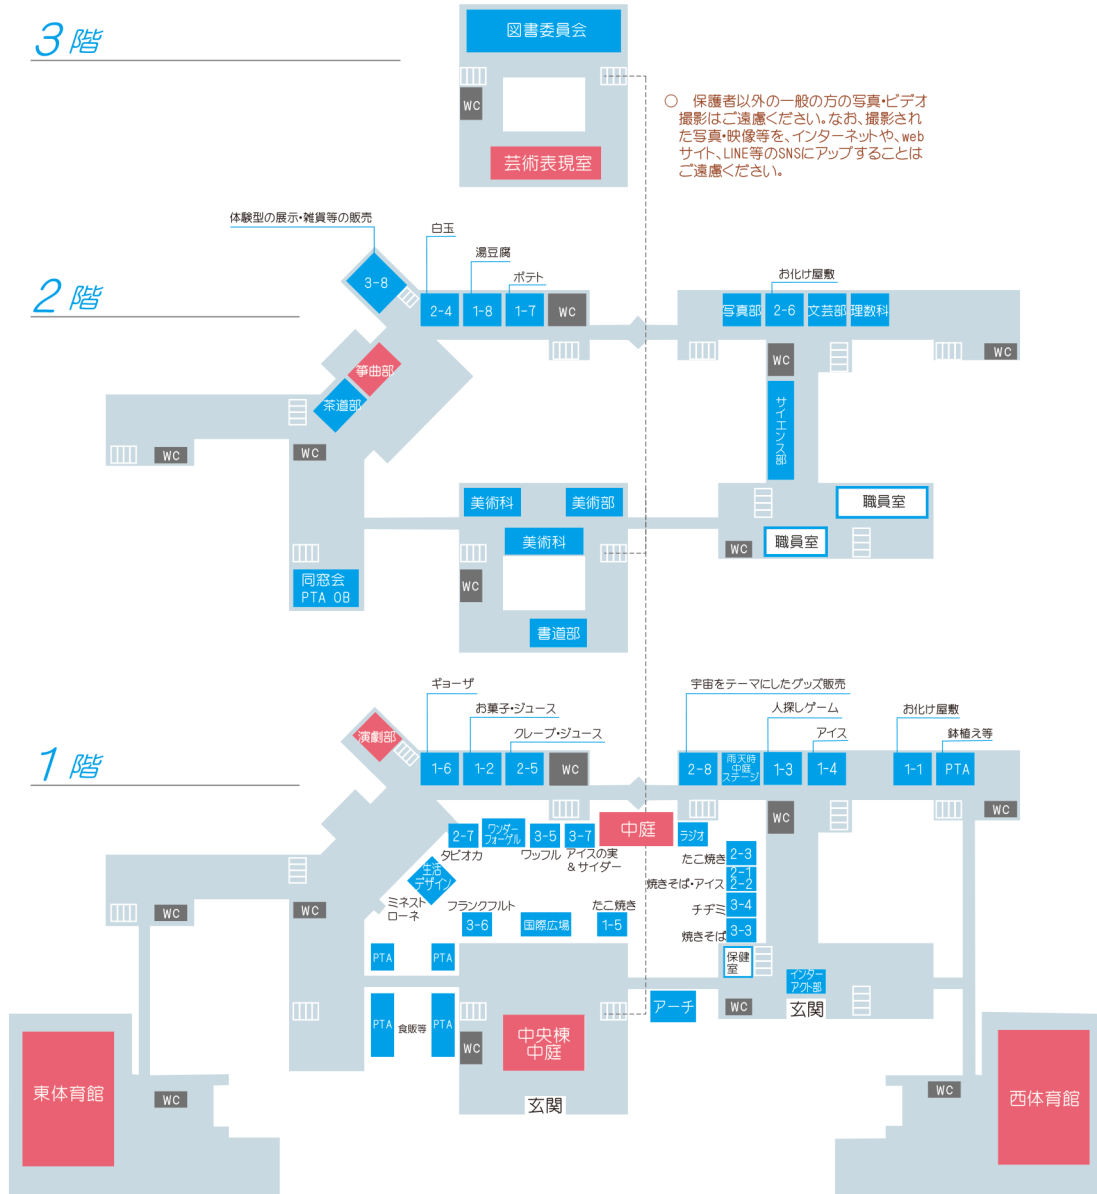 3階
図書委員会
WC
芸術表現室
○ 保護者以外の一般の方の写真・ビデオ
撮影はご遠慮ください。なお、撮影され
た写真・映像等を、インターネットや、web
サイト、LINE等のSNSにアップすることは
ご遠慮ください。
2階
体験型の展示・雑貨等の販売
3-8
白玉
2-4
湯豆腐
1-8
ポテト
1-7
WC
写真部
お化け屋敷
2-6
文芸部
理数科
WC
WC
箏曲部
茶道部
サイエンス部
WC
WC
美術科
美術部
美術科
WC
書道部
職員室
職員室
WC
同窓会
PTA OB
1階
演劇部
ギョーザ
1-6
お菓子・ジュース
1-2
クレープ・ジュース
2-5
WC
宇宙をテーマにしたグッズ販売
2-8
雨天時
中庭
ステージ
人探しゲーム
1-3
アイス
1-4
お化け屋敷
1-1
鉢植え等
PTA
WC
WC
2-7
タピオカ
ワンダー
フォーゲル
3-5
ワッフル
3-7
アイスの実
&サイダー
中庭
ラジオ
たこ焼き
2-3
焼きそば・アイス
2-1
2-2
チヂミ
3-4
焼きそば
3-3
生活
デザイン
ミネスト
ローネ
フランクフルト
3-6
国際広場
たこ焼き
1-5
WC
WC
PTA
PTA
保健
室
インター
アクト部
玄関
WC
アーチ
PTA
食販等
PTA
WC
中央棟
中庭
玄関
東体育館
WC
WC
西体育館